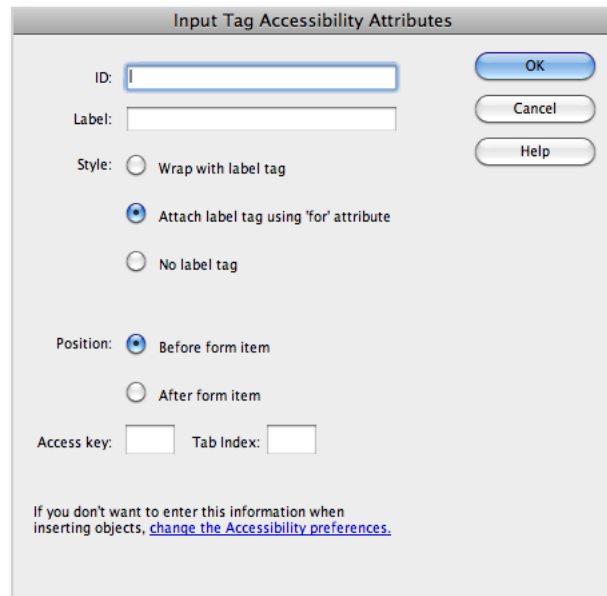 Input Tag Accessibility Attributes
ID:
OK
Label:
Cancel
Help
Style:
Wrap with label tag
Attach label tag using 'for' attribute
No label tag
Position:
Before form item
After form item
Access key:
Tab Index:
If you don't want to enter this information when
inserting objects, change the Accessibility preferences.